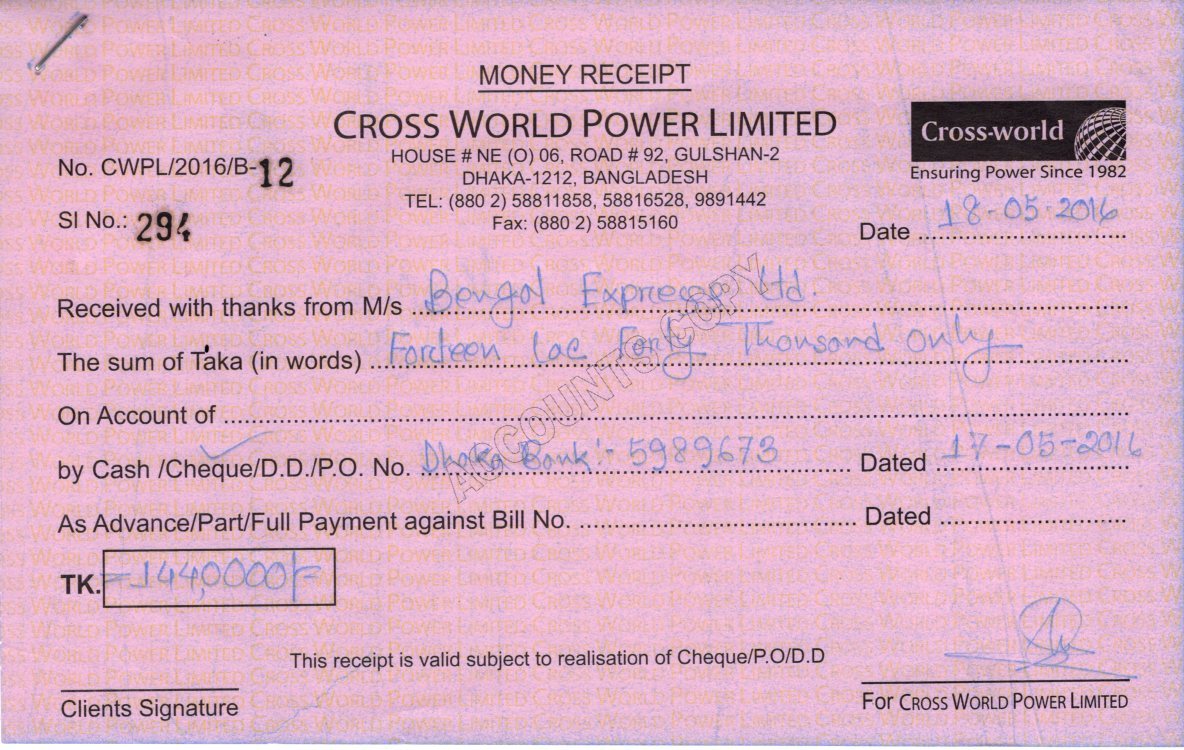 MONEY RECEIPT
CROSS WORLD POWER LIMITED
Cross-world
Ensuring Power Since 1982
No. CWPL/2016/B-12
HOUSE # NE (O) 06, ROAD # 92, GULSHAN-2
DHAKA-1212, BANGLADESH
TEL: (880 2) 58811858, 58816528, 9891442
Fax: (880 2) 58815160
Sl No.: 294
Date 18-05-2016
Received with thanks from M/s Bengal Express Ltd.
The sum of Taka (in words) Forteen Lac Forty Thousand Only
ACCOUNTS COPY
On Account of
by Cash /Cheque/D.D./P.O. No. Dhaka Bank:- 5989673 Dated 17-05-2016
As Advance/Part/Full Payment against Bill No. Dated
TK. =1440,000/=
This receipt is valid subject to realisation of Cheque/P.O/D.D
Clients Signature
For CROSS WORLD POWER LIMITED